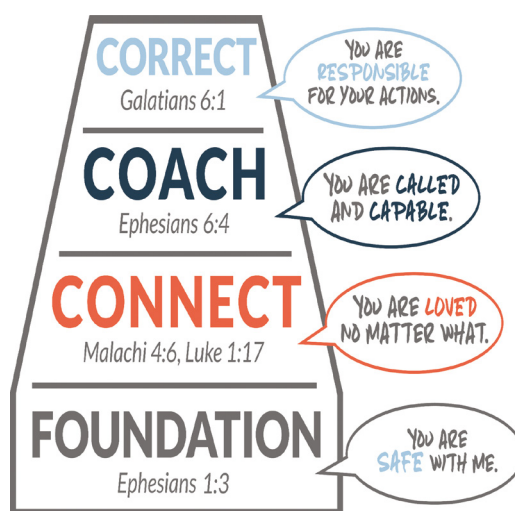 CORRECT
Galatians 6:1
YOU ARE
RESPONSIBLE
FOR YOUR ACTIONS.
COACH
Ephesians 6:4
YOU ARE CALLED
AND CAPABLE.
CONNECT
Malachi 4:6, Luke 1:17
YOU ARE LOVED
NO MATTER WHAT.
FOUNDATION
Ephesians 1:3
YOU ARE
SAFE WITH ME.